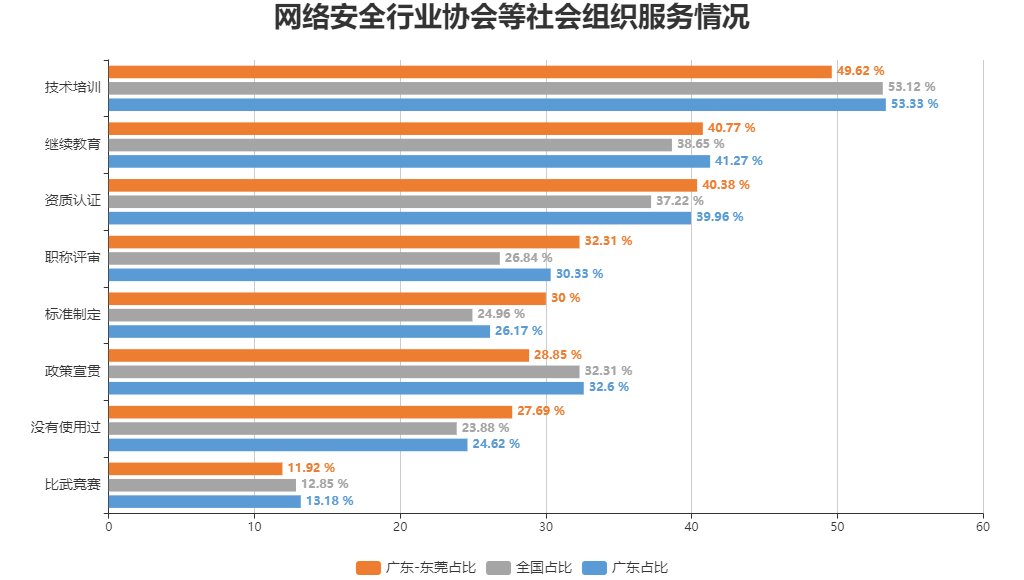 网络安全行业协会等社会组织服务情况
技术培训
49.62 %
53.12 %
53.33 %
继续教育
40.77 %
38.65 %
41.27 %
资质认证
40.38 %
37.22 %
39.96 %
职称评审
32.31 %
26.84 %
30.33 %
标准制定
30 %
24.96 %
26.17 %
政策宣贯
28.85 %
32.31 %
32.6 %
没有使用过
27.69 %
23.88 %
24.62 %
比武竟赛
11.92 %
12.85 %
13.18 %
0 10 20 30 40 50 60
广东-东莞占比 全国占比 广东占比